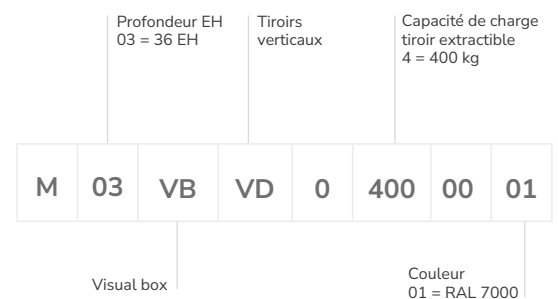 Profondeur EH
03 = 36 EH
Tiroirs
verticaux
Capacité de charge
tiroir extractible
4 = 400 kg
M 03 VB VD 0 400 00 01
Visual box
Couleur
01 = RAL 7000